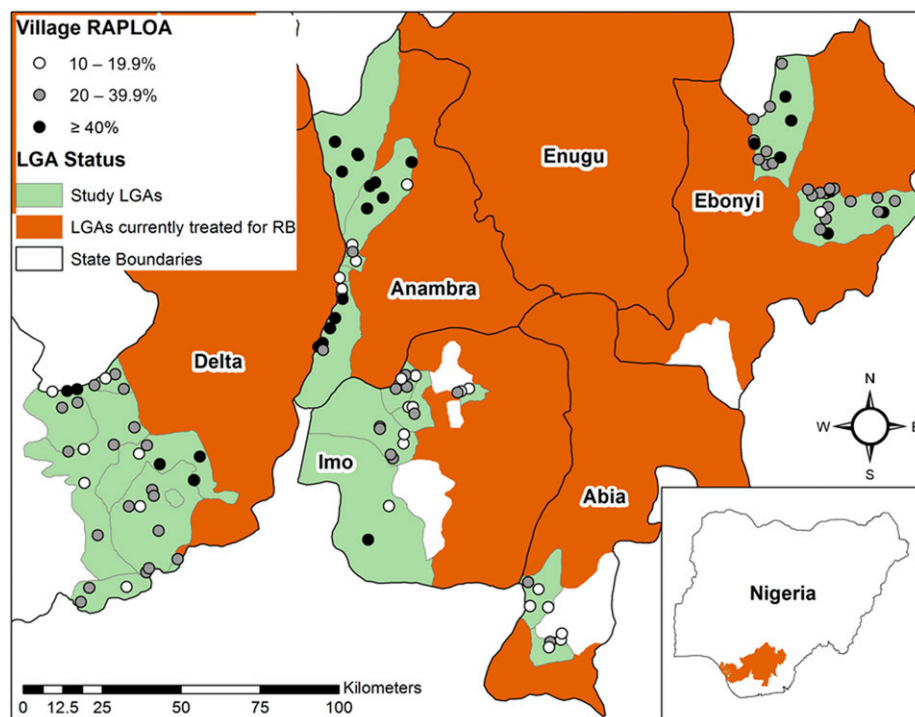 Village RAPLOA
10 – 19.9%
20 – 39.9%
≥ 40%
LGA Status
Study LGAs
LGAs currently treated for RB
State Boundaries
Enugu
Ebonyi
Anambra
Delta
Imo
Abia
N
W E
S
Nigeria
Kilometers
0 12.5 25 50 75 100